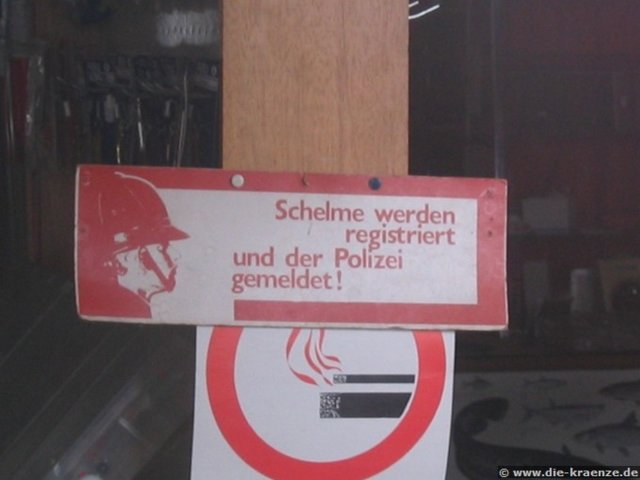 Schelme werden
registriert
und der Polizei
gemeldet!
© www.die-kraenze.de